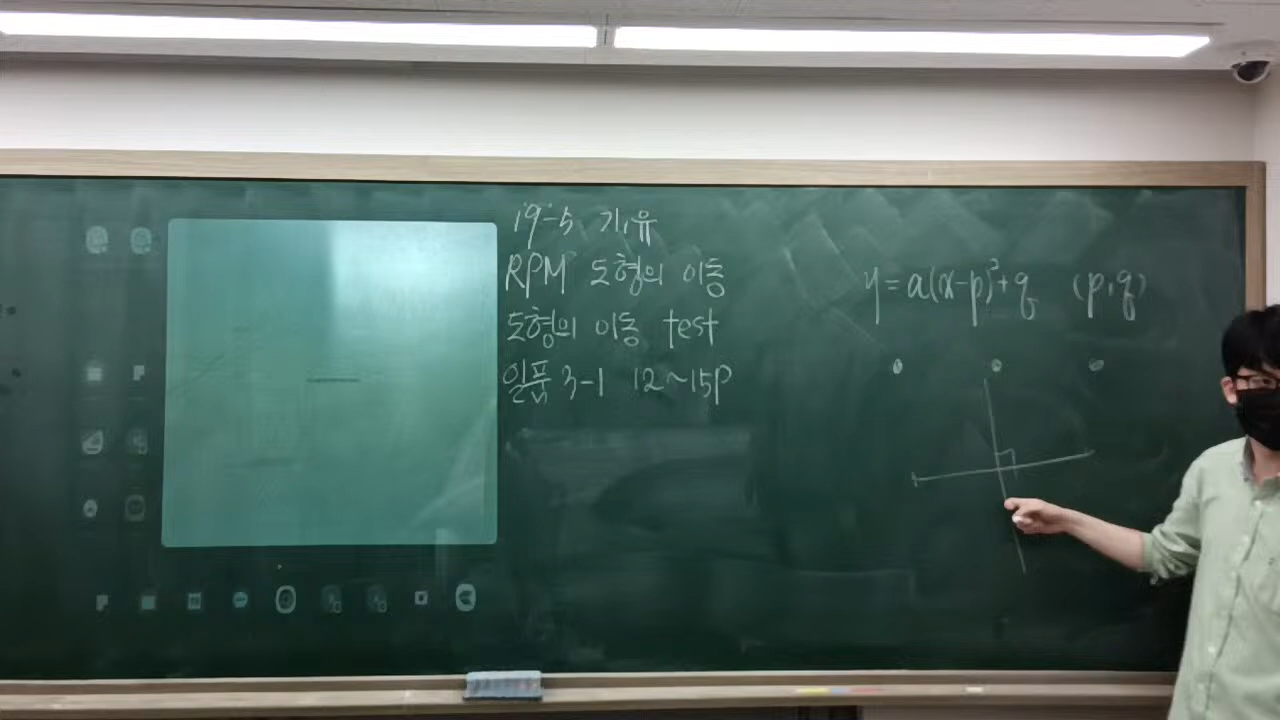 19-5 기,유
RPM 도형의 이동
도형의 이동 test
일품 3-1 12~15p
y=a(x-p)²+q (p,q)